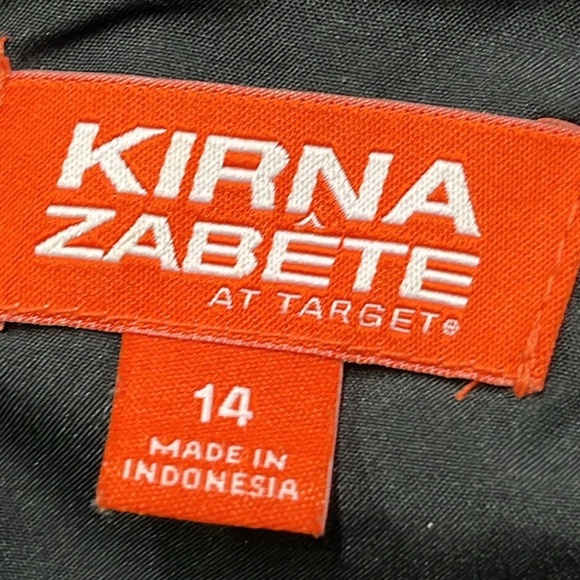 KIRNA
ZABÊTE
AT TARGET®
14
MADE IN
INDONESIA